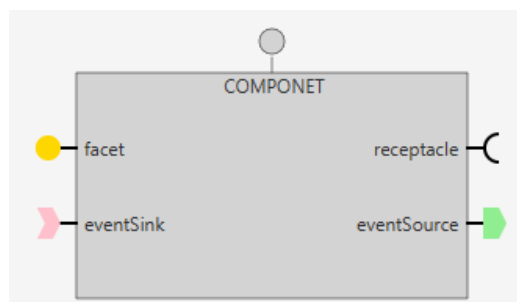 COMPONET
facet
receptacle
eventSink
eventSource